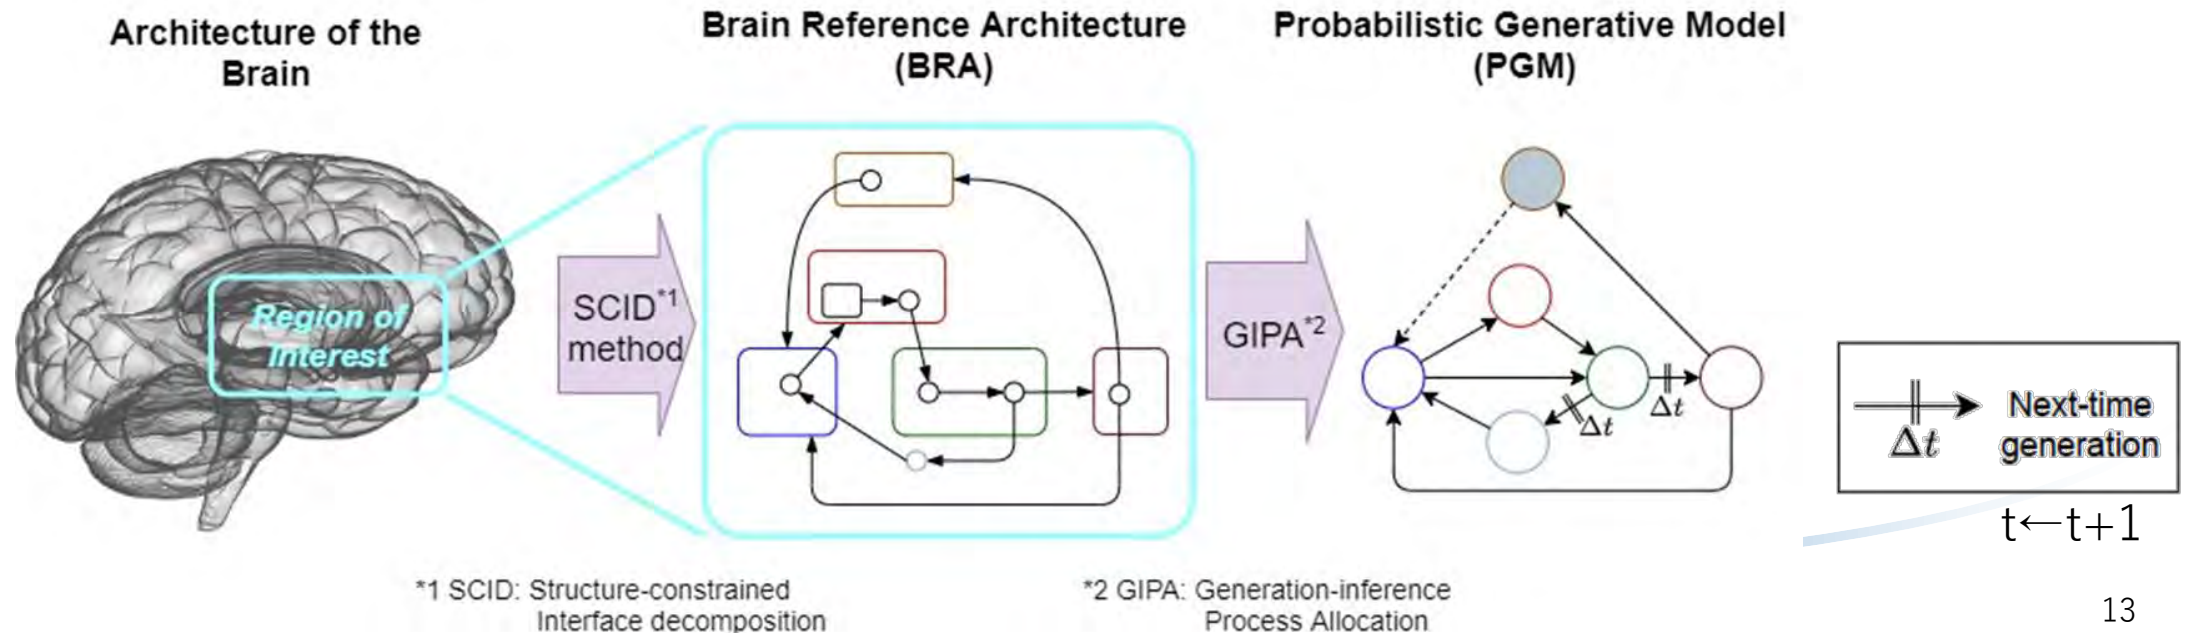 Architecture of the
Brain
Brain Reference Architecture
(BRA)
Probabilistic Generative Model
(PGM)
Region of
Interest
SCID*1
method
GIPA*2
Δt
Δt
Δt
Next-time
generation
t←t+1
*1 SCID: Structure-constrained
Interface decomposition
*2 GIPA: Generation-inference
Process Allocation
13